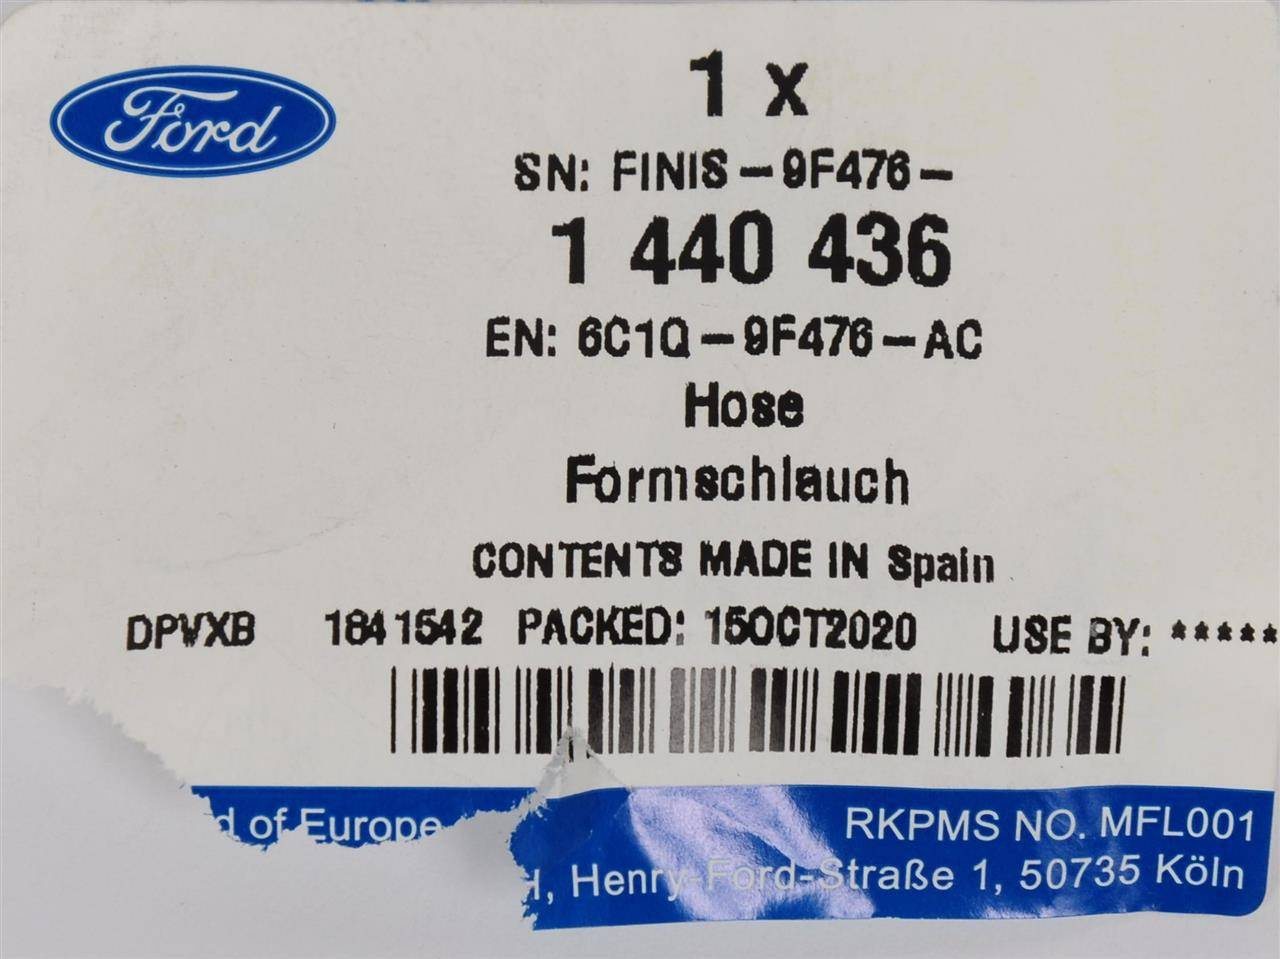 Ford
1 x
SN: FINIS-9F476-
1 440 436
EN: 6C1Q-9F476-AC
Hose
Formschlauch
CONTENTS MADE IN Spain
DPVXB 1841542 PACKED: 15OCT2020 USE BY: *****
of Europe
RKPMS NO. MFL001
H, Henry-Ford-Straße 1, 50735 Köln